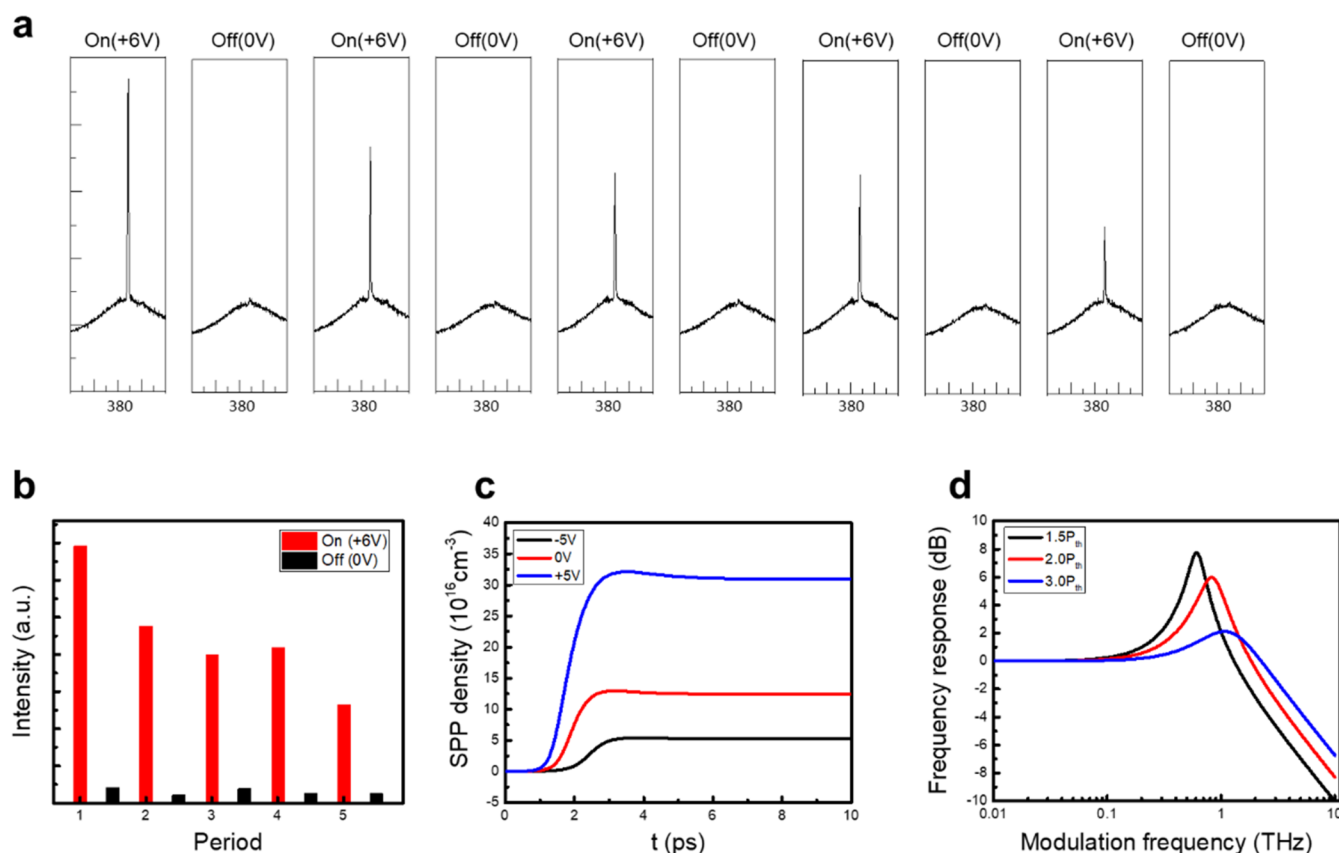 a
On(+6V) Off(0V) On(+6V) Off(0V) On(+6V) Off(0V) On(+6V) Off(0V) On(+6V) Off(0V)
380 380 380 380 380 380 380 380 380 380
b
On (+6V)
Off (0V)
Intensity (a.u.)
1 2 3 4 5
Period
c
40
35
30
25
20
15
10
5
0
-5
-5V
0V
+5V
SPP density (10¹⁶cm⁻³)
0 2 4 6 8 10
t (ps)
d
10
8
6
4
2
0
-2
-4
-6
-8
-10
1.5Pth
2.0Pth
3.0Pth
Frequency response (dB)
0.01 0.1 1 10
Modulation frequency (THz)